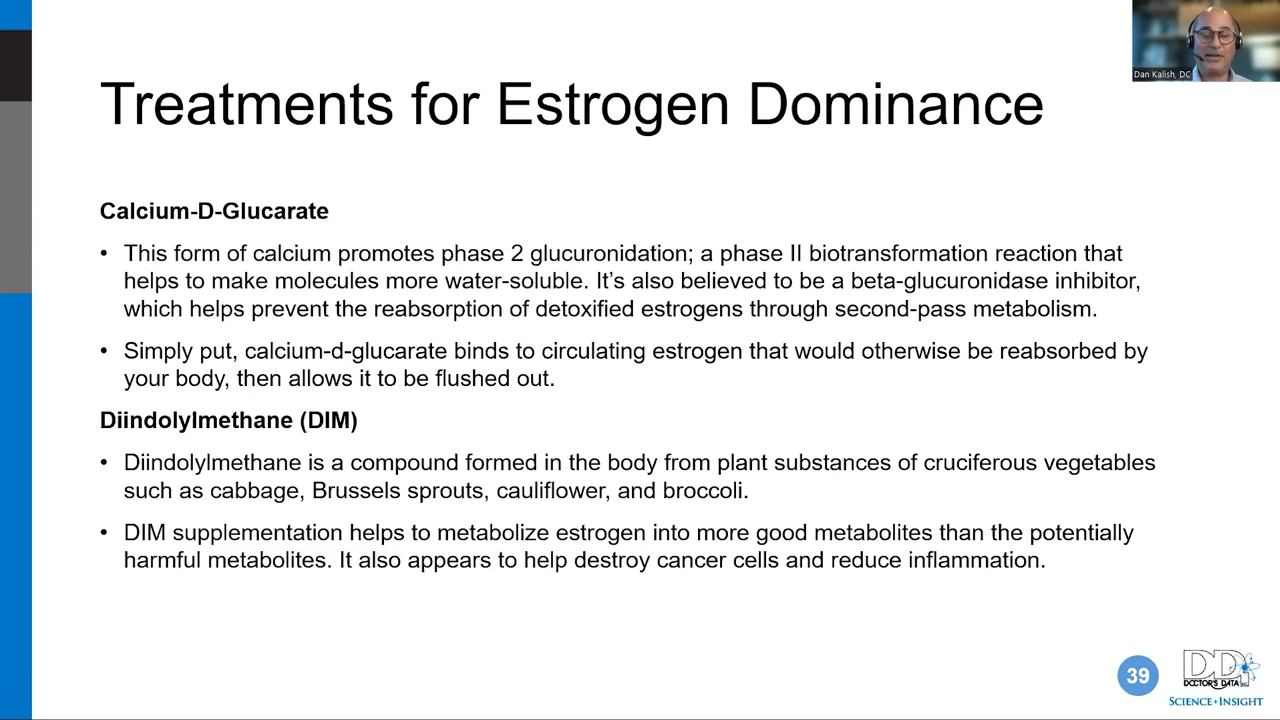 Dan Kalish, DC
Treatments for Estrogen Dominance
Calcium-D-Glucarate
• This form of calcium promotes phase 2 glucuronidation; a phase II biotransformation reaction that
helps to make molecules more water-soluble. It’s also believed to be a beta-glucuronidase inhibitor,
which helps prevent the reabsorption of detoxified estrogens through second-pass metabolism.
• Simply put, calcium-d-glucarate binds to circulating estrogen that would otherwise be reabsorbed by
your body, then allows it to be flushed out.
Diindolylmethane (DIM)
• Diindolylmethane is a compound formed in the body from plant substances of cruciferous vegetables
such as cabbage, Brussels sprouts, cauliflower, and broccoli.
• DIM supplementation helps to metabolize estrogen into more good metabolites than the potentially
harmful metabolites. It also appears to help destroy cancer cells and reduce inflammation.
39
DDI
DOCTOR'S DATA INC
SCIENCE + INSIGHT